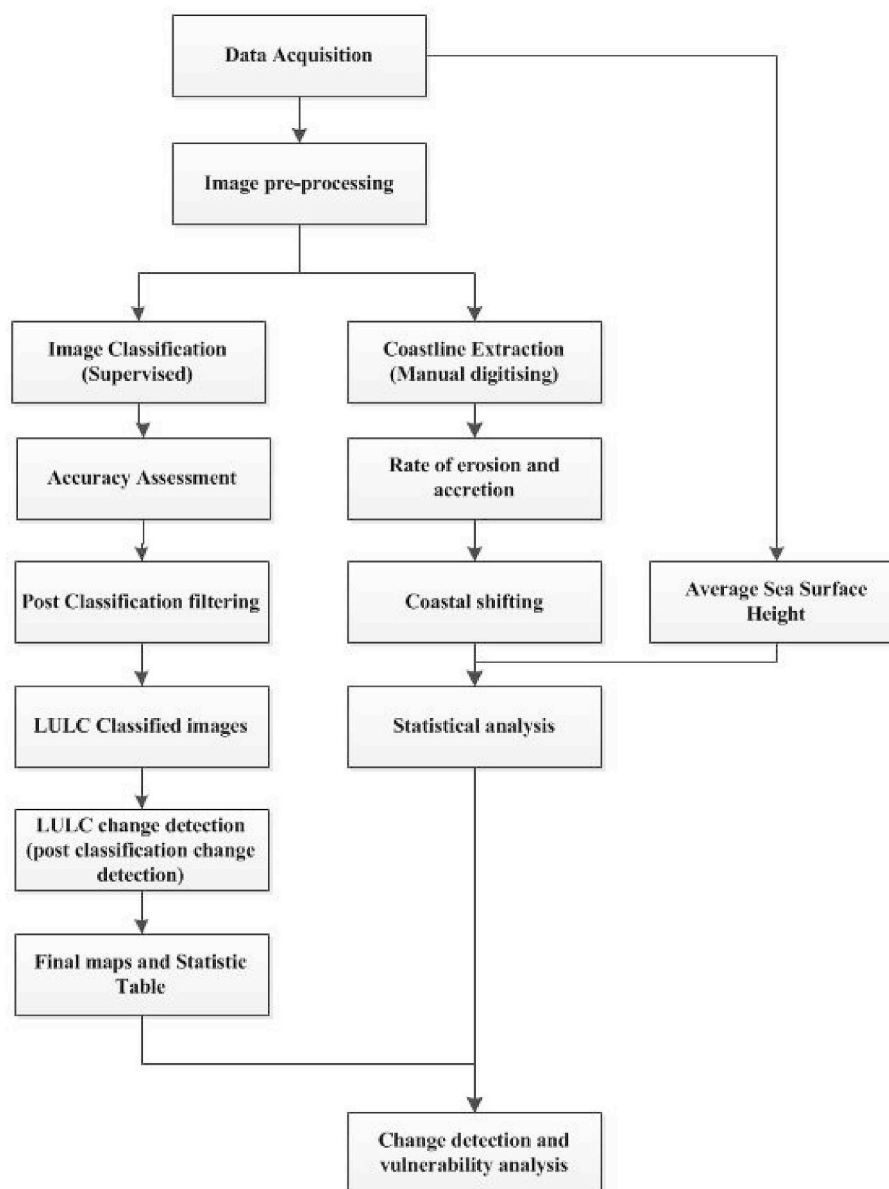 Data Acquisition
Image pre-processing
Image Classification
(Supervised)
Coastline Extraction
(Manual digitising)
Accuracy Assessment
Rate of erosion and
accretion
Post Classification filtering
Coastal shifting
Average Sea Surface
Height
LULC Classified images
Statistical analysis
LULC change detection
(post classification change
detection)
Final maps and Statistic
Table
Change detection and
vulnerability analysis